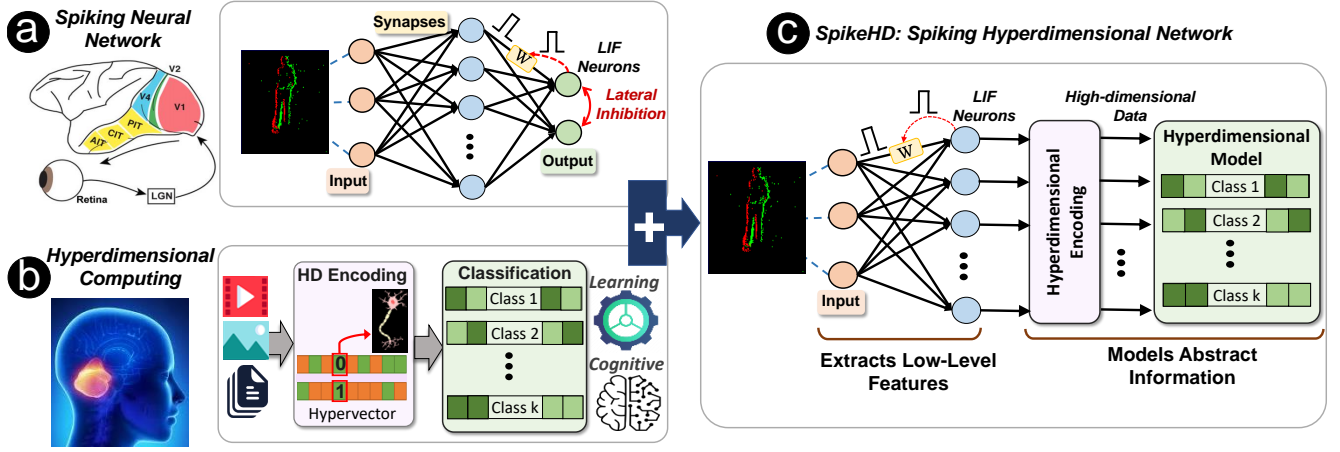 a
Spiking Neural
Network
V2
V4
V1
PIT
CIT
AIT
Retina
LGN
Synapses
W
LIF
Neurons
Lateral
Inhibition
Input
Output
b
Hyperdimensional
Computing
HD Encoding
0
1
Hypervector
Classification
Class 1
Class 2
Class k
Learning
Cognitive
+
c
SpikeHD: Spiking Hyperdimensional Network
W
LIF
Neurons
Input
High-dimensional
Data
Hyperdimensional
Encoding
Hyperdimensional
Model
Class 1
Class 2
Class k
Extracts Low-Level
Features
Models Abstract
Information